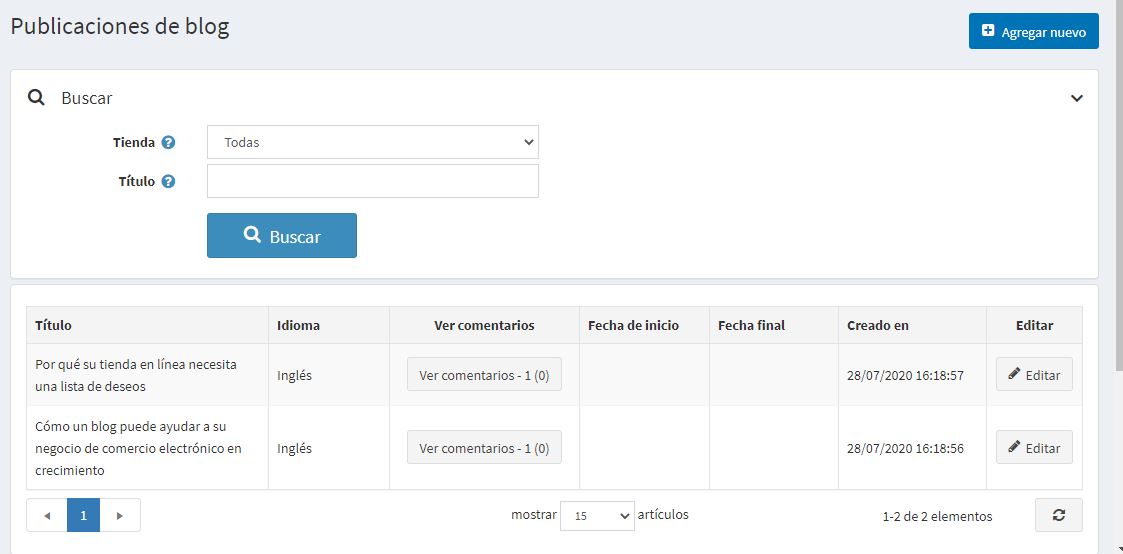 Publicaciones de blog
Agregar nuevo
Buscar
Tienda
Todas
Título
Buscar
Título Idioma Ver comentarios Fecha de inicio Fecha final Creado en Editar
Por qué su tienda en línea necesita
una lista de deseos
Inglés Ver comentarios - 1 (0) 28/07/2020 16:18:57 Editar
Cómo un blog puede ayudar a su
negocio de comercio electrónico en
crecimiento
Inglés Ver comentarios - 1 (0) 28/07/2020 16:18:56 Editar
1 mostrar 15 artículos 1-2 de 2 elementos